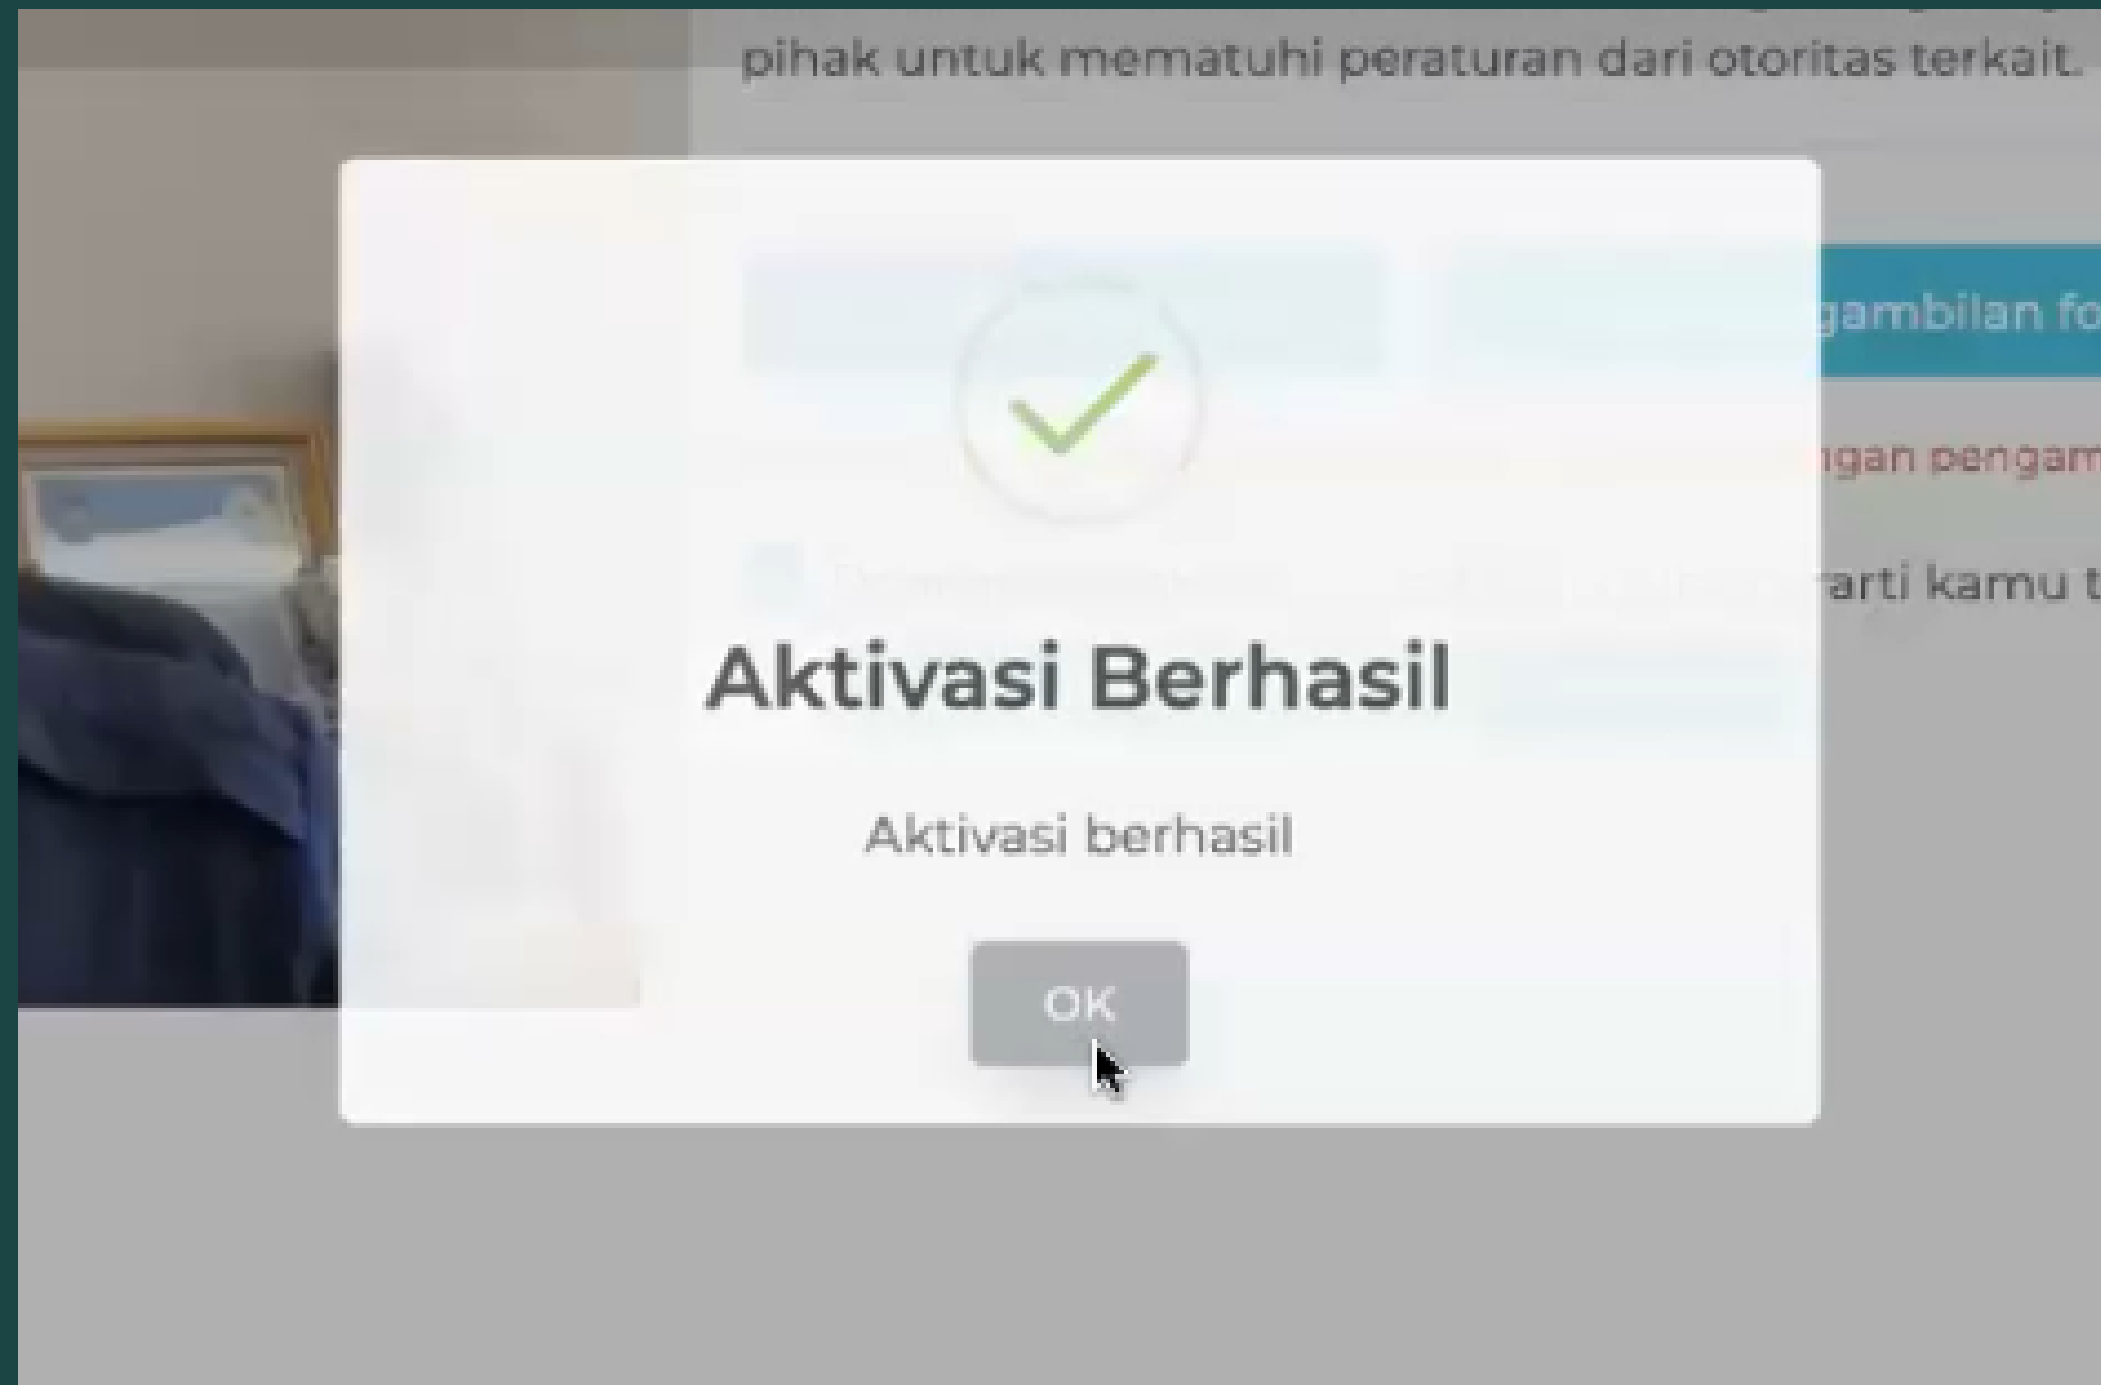 pihak untuk mematuhi peraturan dari otoritas terkait.
gambilan fo
ngan pengam
arti kamu t
Aktivasi Berhasil
Aktivasi berhasil
OK